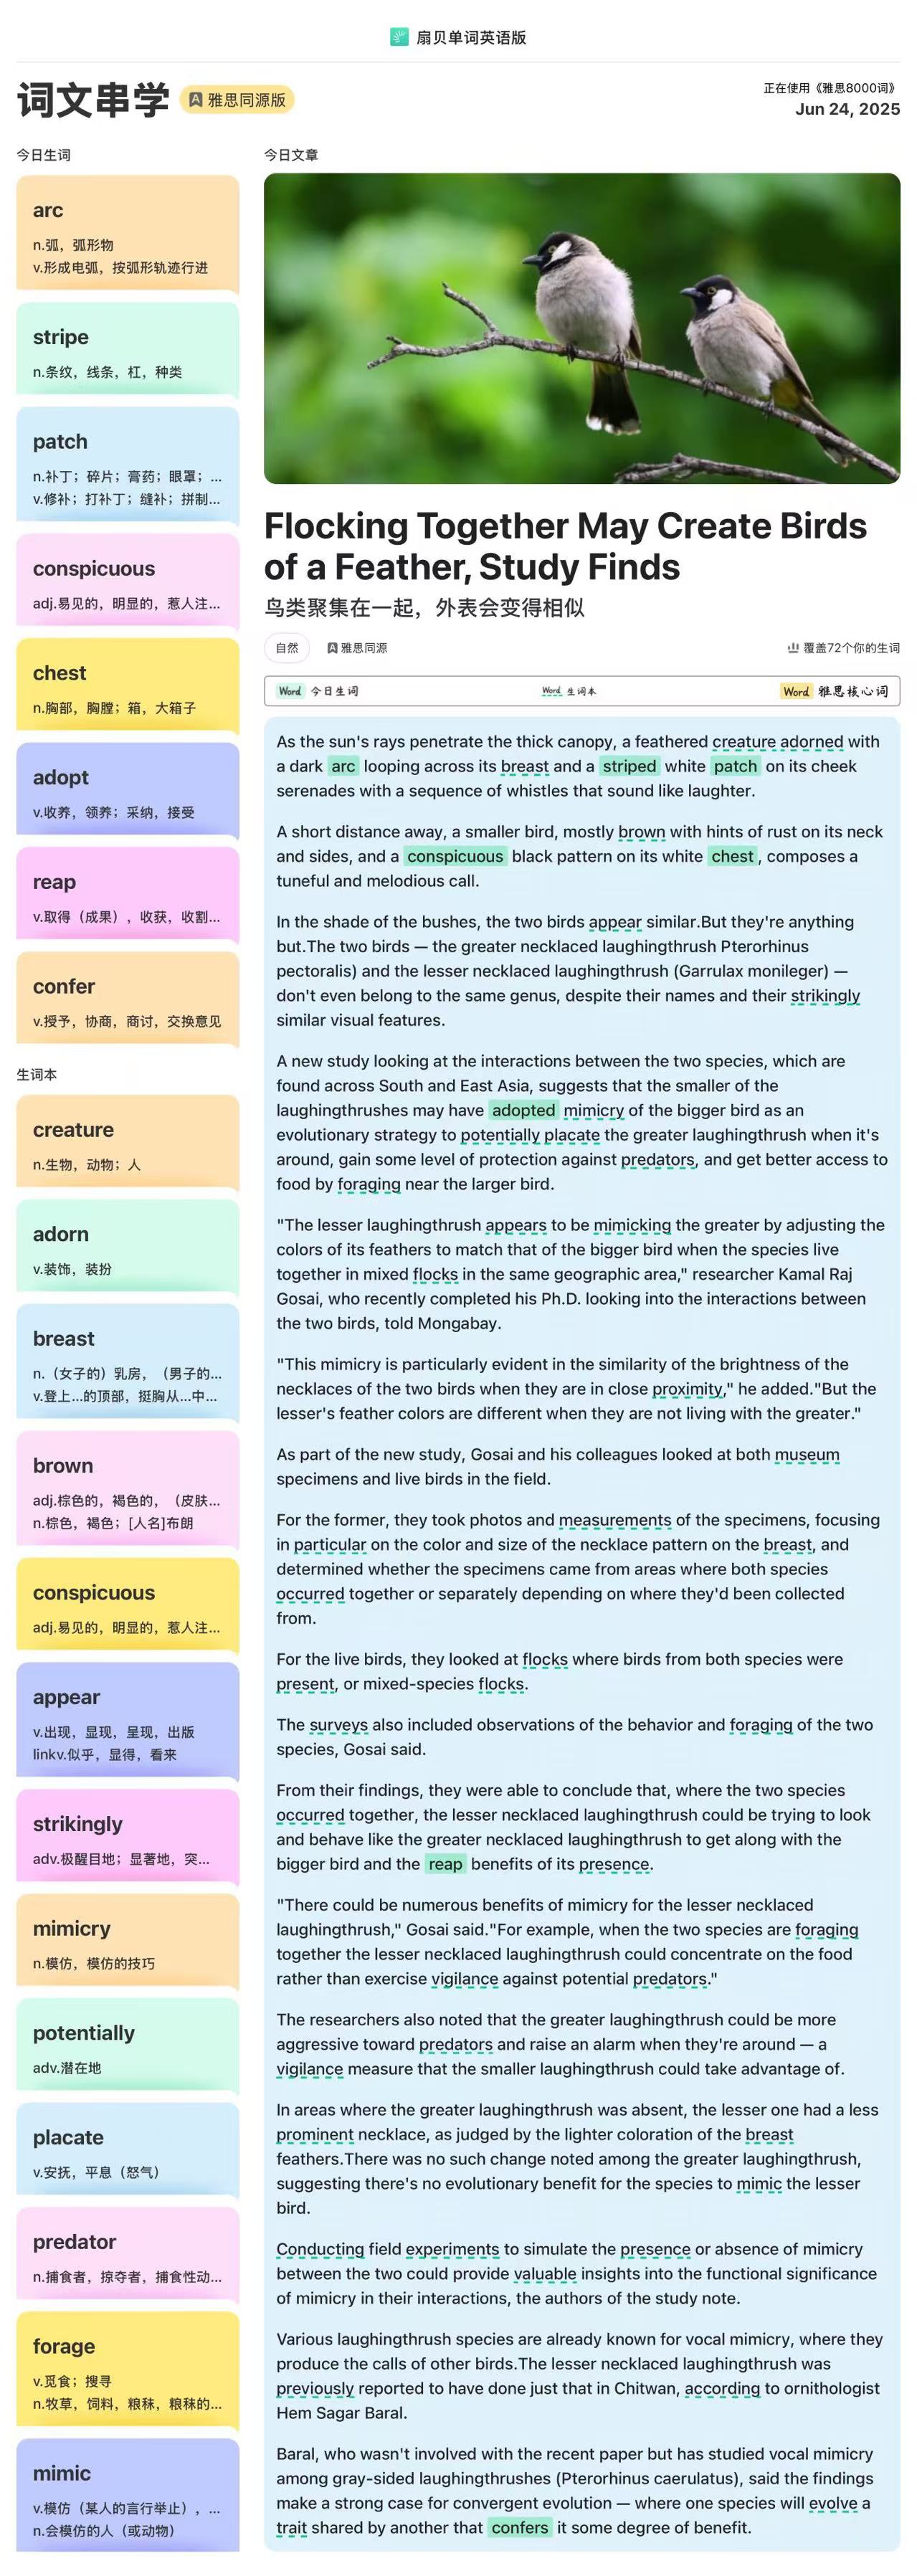 扇贝单词英语版
词文串学
雅思同源版
正在使用《雅思8000词》
Jun 24, 2025
今日生词
arc
n.弧，弧形物
v.形成电弧，按弧形轨迹行进
stripe
n.条纹，线条，杠，种类
patch
n.补丁；碎片；膏药；眼罩；...
v.修补；打补丁；缝补；拼制...
conspicuous
adj.易见的，明显的，惹人注...
chest
n.胸部，胸膛；箱，大箱子
adopt
v.收养，领养；采纳，接受
reap
v.取得（成果），收获，收割...
confer
v.授予，协商，商讨，交换意见
生词本
creature
n.生物，动物；人
adorn
v.装饰，装扮
breast
n.（女子的）乳房，（男子的...
v.登上...的顶部，挺胸从...中...
brown
adj.棕色的，褐色的，（皮肤...
n.棕色，褐色；[人名]布朗
conspicuous
adj.易见的，明显的，惹人注...
appear
v.出现，显现，呈现，出版
linkv.似乎，显得，看来
strikingly
adv.极醒目地；显著地，突...
mimicry
n.模仿，模仿的技巧
potentially
adv.潜在地
placate
v.安抚，平息（怒气）
predator
n.捕食者，掠夺者，捕食性动...
forage
v.觅食；搜寻
n.牧草，饲料，粮秣，粮秣的...
mimic
v.模仿（某人的言行举止），...
n.会模仿的人（或动物）
今日文章
Flocking Together May Create Birds
of a Feather, Study Finds
鸟类聚集在一起，外表会变得相似
自然
雅思同源
覆盖72个你的生词
Word 今日生词
Word 生词本
Word 雅思核心词
As the sun's rays penetrate the thick canopy, a feathered creature adorned with
a dark arc looping across its breast and a striped white patch on its cheek
serenades with a sequence of whistles that sound like laughter.
A short distance away, a smaller bird, mostly brown with hints of rust on its neck
and sides, and a conspicuous black pattern on its white chest, composes a
tuneful and melodious call.
In the shade of the bushes, the two birds appear similar.But they're anything
but.The two birds — the greater necklaced laughingthrush Pterorhinus
pectoralis) and the lesser necklaced laughingthrush (Garrulax monileger) —
don't even belong to the same genus, despite their names and their strikingly
similar visual features.
A new study looking at the interactions between the two species, which are
found across South and East Asia, suggests that the smaller of the
laughingthrushes may have adopted mimicry of the bigger bird as an
evolutionary strategy to potentially placate the greater laughingthrush when it's
around, gain some level of protection against predators, and get better access to
food by foraging near the larger bird.
"The lesser laughingthrush appears to be mimicking the greater by adjusting the
colors of its feathers to match that of the bigger bird when the species live
together in mixed flocks in the same geographic area," researcher Kamal Raj
Gosai, who recently completed his Ph.D. looking into the interactions between
the two birds, told Mongabay.
"This mimicry is particularly evident in the similarity of the brightness of the
necklaces of the two birds when they are in close proximity," he added."But the
lesser's feather colors are different when they are not living with the greater."
As part of the new study, Gosai and his colleagues looked at both museum
specimens and live birds in the field.
For the former, they took photos and measurements of the specimens, focusing
in particular on the color and size of the necklace pattern on the breast, and
determined whether the specimens came from areas where both species
occurred together or separately depending on where they'd been collected
from.
For the live birds, they looked at flocks where birds from both species were
present, or mixed-species flocks.
The surveys also included observations of the behavior and foraging of the two
species, Gosai said.
From their findings, they were able to conclude that, where the two species
occurred together, the lesser necklaced laughingthrush could be trying to look
and behave like the greater necklaced laughingthrush to get along with the
bigger bird and the reap benefits of its presence.
"There could be numerous benefits of mimicry for the lesser necklaced
laughingthrush," Gosai said."For example, when the two species are foraging
together the lesser necklaced laughingthrush could concentrate on the food
rather than exercise vigilance against potential predators."
The researchers also noted that the greater laughingthrush could be more
aggressive toward predators and raise an alarm when they're around — a
vigilance measure that the smaller laughingthrush could take advantage of.
In areas where the greater laughingthrush was absent, the lesser one had a less
prominent necklace, as judged by the lighter coloration of the breast
feathers.There was no such change noted among the greater laughingthrush,
suggesting there's no evolutionary benefit for the species to mimic the lesser
bird.
Conducting field experiments to simulate the presence or absence of mimicry
between the two could provide valuable insights into the functional significance
of mimicry in their interactions, the authors of the study note.
Various laughingthrush species are already known for vocal mimicry, where they
produce the calls of other birds.The lesser necklaced laughingthrush was
previously reported to have done just that in Chitwan, according to ornithologist
Hem Sagar Baral.
Baral, who wasn't involved with the recent paper but has studied vocal mimicry
among gray-sided laughingthrushes (Pterorhinus caerulatus), said the findings
make a strong case for convergent evolution — where one species will evolve a
trait shared by another that confers it some degree of benefit.